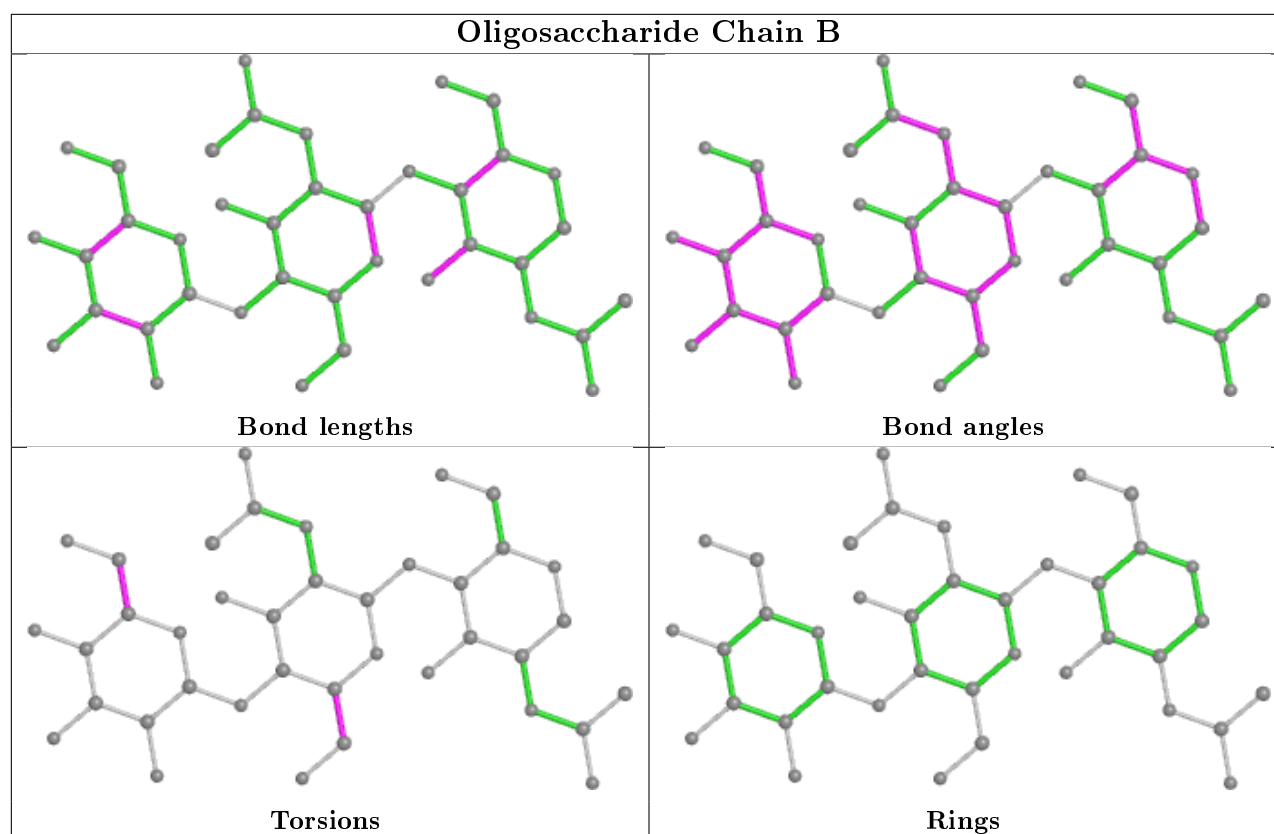 Oligosaccharide Chain B
Bond lengths
Bond angles
Torsions
Rings